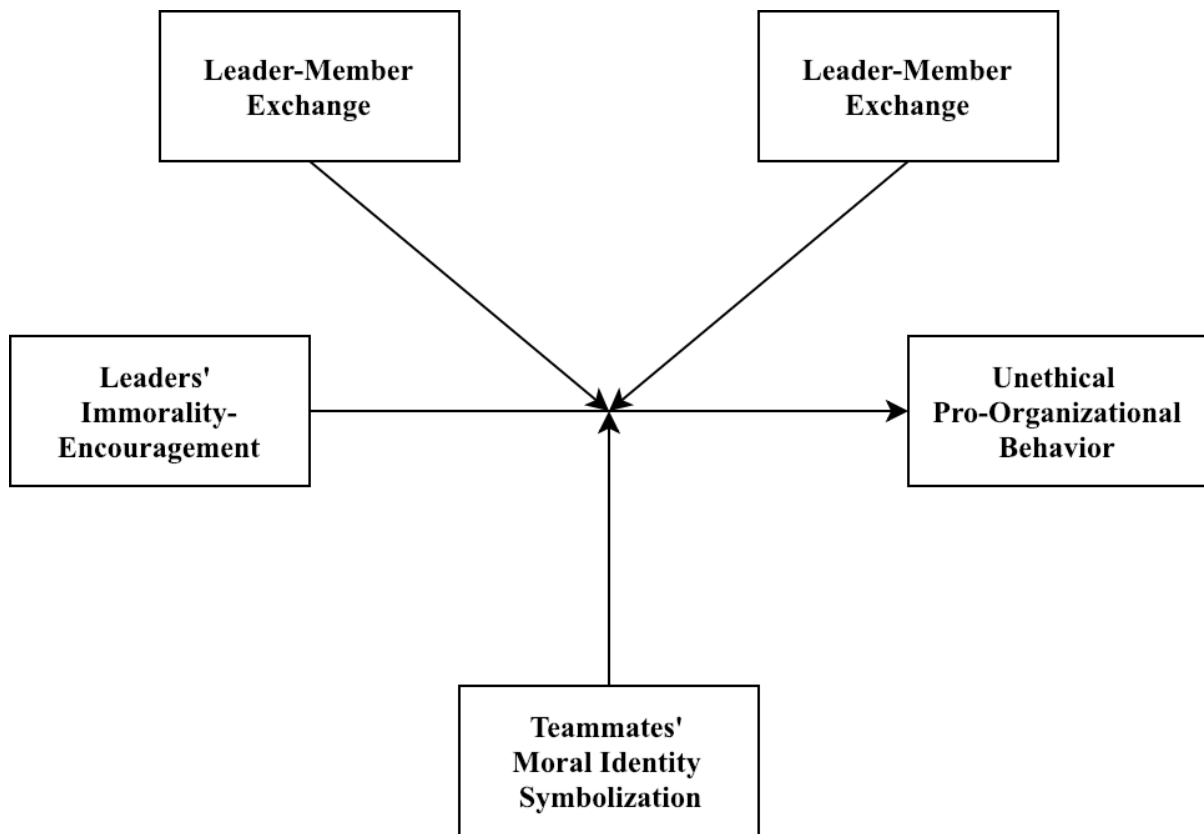 Leader-Member
Exchange
Leader-Member
Exchange
Leaders'
Immorality-
Encouragement
Unethical
Pro-Organizational
Behavior
Teammates'
Moral Identity
Symbolization